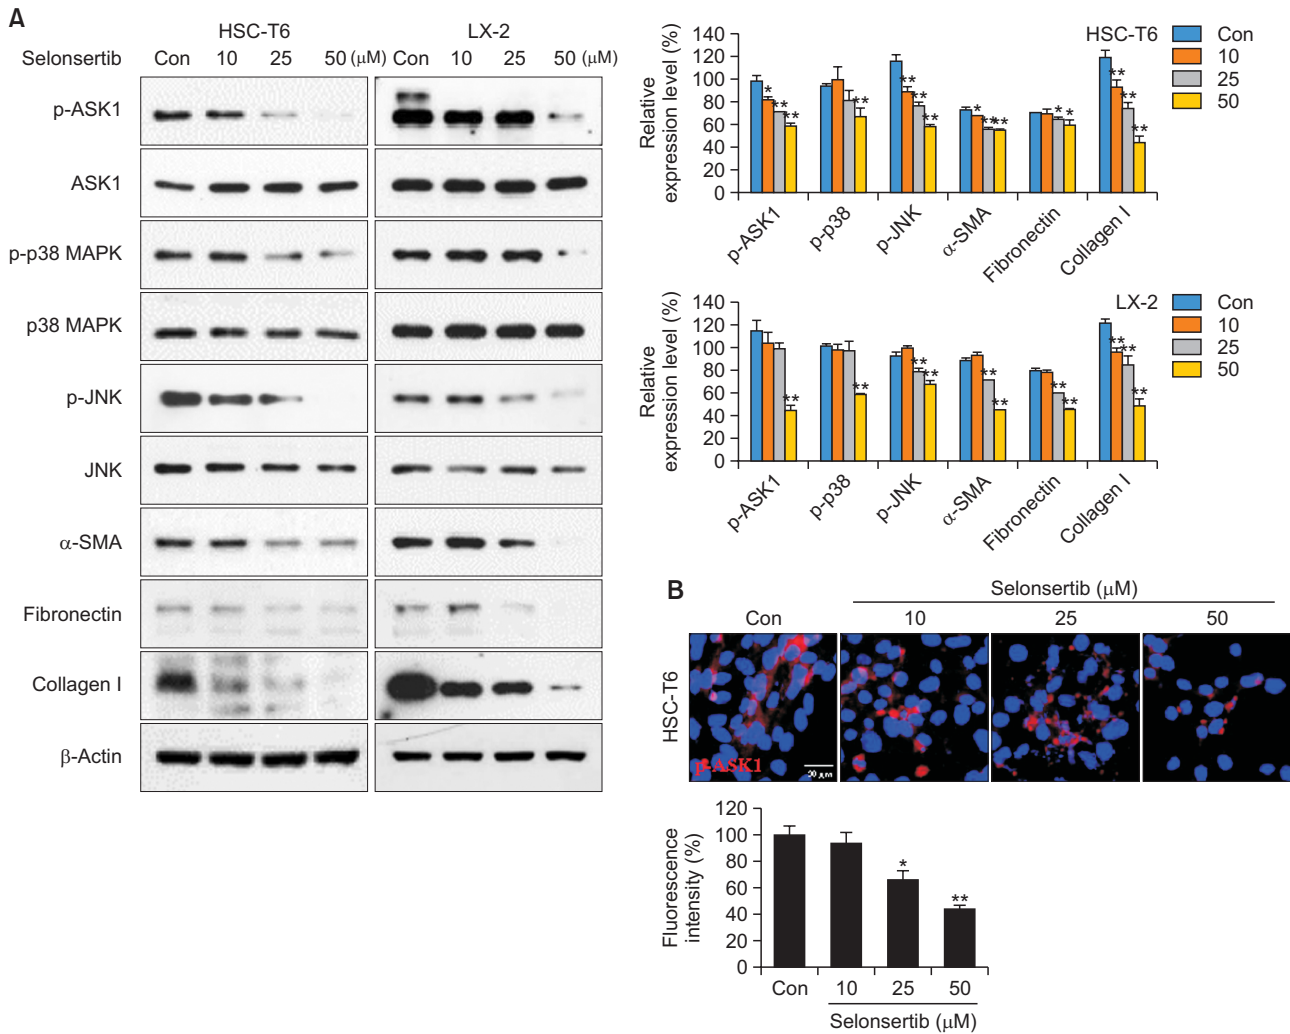 A
HSC-T6
LX-2
Selonsertib
Con 10 25 50 (μM)
Con 10 25 50 (μM)
p-ASK1
ASK1
p-p38 MAPK
p38 MAPK
p-JNK
JNK
α-SMA
Fibronectin
Collagen I
β-Actin
Relative
expression level (%)
140
120
100
80
60
40
20
0
HSC-T6
Con
10
25
50
* ** ** ** ** ** ** * ** ** * * ** ** **
p-ASK1
p-p38
p-JNK
α-SMA
Fibronectin
Collagen I
Relative
expression level (%)
140
120
100
80
60
40
20
0
LX-2
Con
10
25
50
** ** ** ** ** ** ** ** ** ** **
p-ASK1
p-p38
p-JNK
α-SMA
Fibronectin
Collagen I
B
Selonsertib (μM)
Con 10 25 50
HSC-T6
p-ASK1
Fluorescence
intensity (%)
120
100
80
60
40
20
0
* **
Con 10 25 50
Selonsertib (μM)